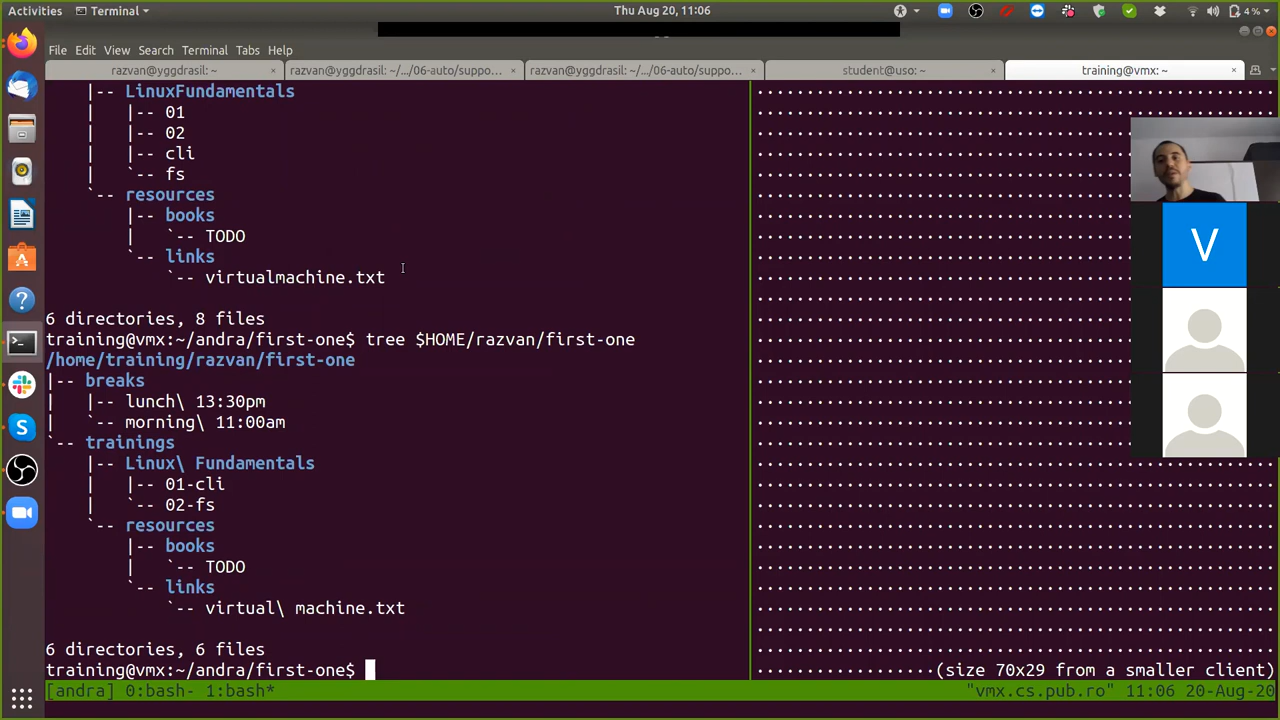 Activities Terminal Thu Aug 20, 11:06 4 %
File Edit View Search Terminal Tabs Help
razvan@yggdrasil: ~ × razvan@yggdrasil: ~/.../06-auto/suppo... × razvan@yggdrasil: ~/.../06-auto/suppo... × student@uso: ~ × training@vmx: ~ ×
|-- LinuxFundamentals
| |-- 01
| |-- 02
| |-- cli
| `-- fs
`-- resources
|-- books
| `-- TODO
`-- links
`-- virtualmachine.txt
6 directories, 8 files
training@vmx:~/andra/first-one$ tree $HOME/razvan/first-one
/home/training/razvan/first-one
|-- breaks
| |-- lunch\ 13:30pm
| `-- morning\ 11:00am
`-- trainings
|-- Linux\ Fundamentals
| |-- 01-cli
| `-- 02-fs
`-- resources
|-- books
| `-- TODO
`-- links
`-- virtual\ machine.txt
6 directories, 6 files
training@vmx:~/andra/first-one$
(size 70x29 from a smaller client)
[andra] 0:bash- 1:bash* "vmx.cs.pub.ro" 11:06 20-Aug-20
V